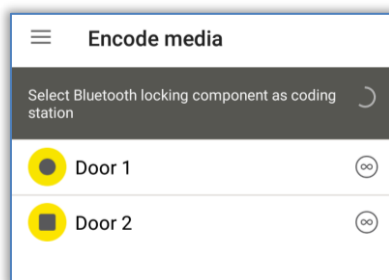 Encode media
Select Bluetooth locking component as coding
station
Door 1
Door 2